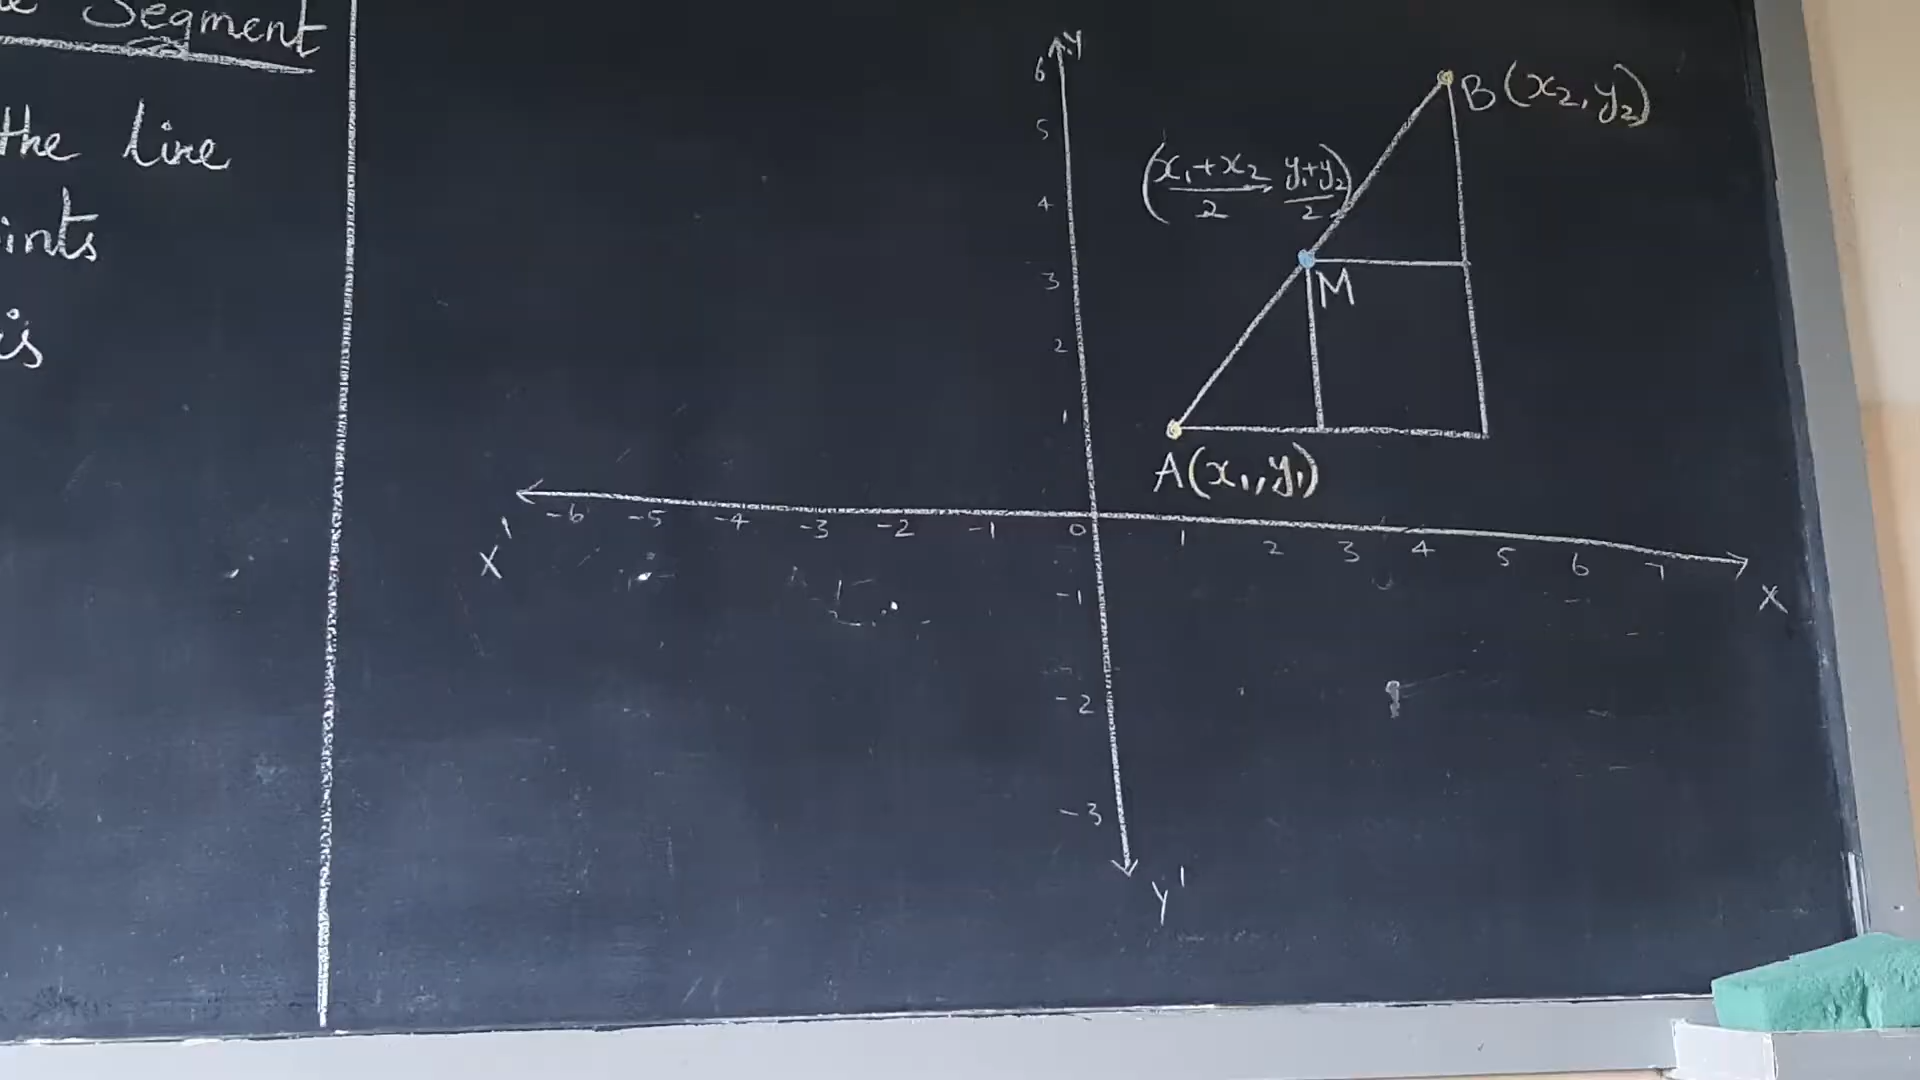 Segment
the line
ints
is
y
6
5
4
3
2
1
B(x₂, y₂)
(x₁+x₂/2, y₁+y₂/2)
M
A(x₁, y₁)
-6 -5 -4 -3 -2 -1 0 1 2 3 4 5 6 7
X' X
-1
-2
-3
y'